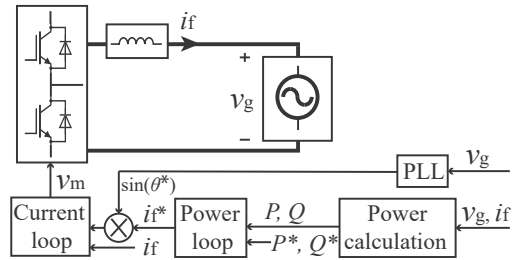 if
+
vg
−
vg
PLL
sin(θ*)
vm
Current loop
if*
if
Power loop
P, Q
P*, Q*
Power calculation
vg, if